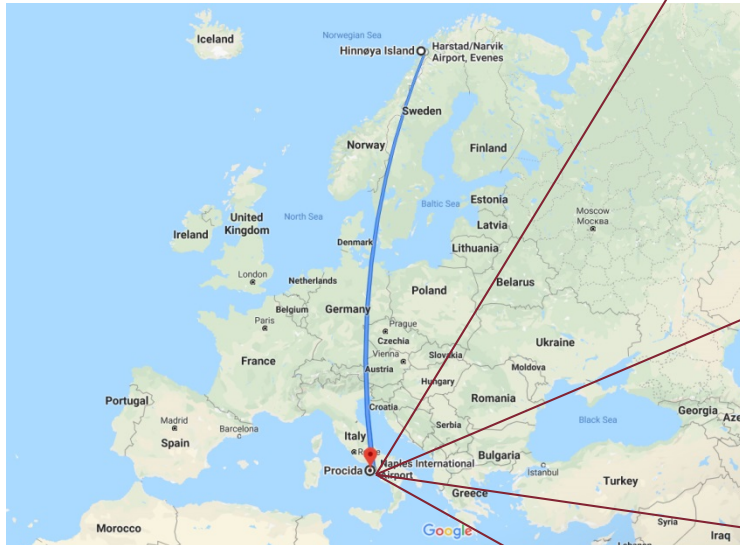 Iceland
Norwegian Sea
Hinnøya Island
Harstad/Narvik
Airport, Evenes
Sweden
Norway
Finland
Estonia
Baltic Sea
Latvia
Moscow
Москва
North Sea
United
Kingdom
Ireland
Denmark
Lithuania
London
Netherlands
Belarus
Poland
Belgium
Germany
Paris
Prague
Czechia
Ukraine
Vienna
Slovakia
France
Austria
Hungary
Moldova
Romania
Croatia
Portugal
Madrid
Barcelona
Spain
Italy
Serbia
Black Sea
Georgia
Aze
Bulgaria
Procida
Naples International
Airport
Istanbul
Turkey
Greece
Syria
Iraq
Morocco
Google